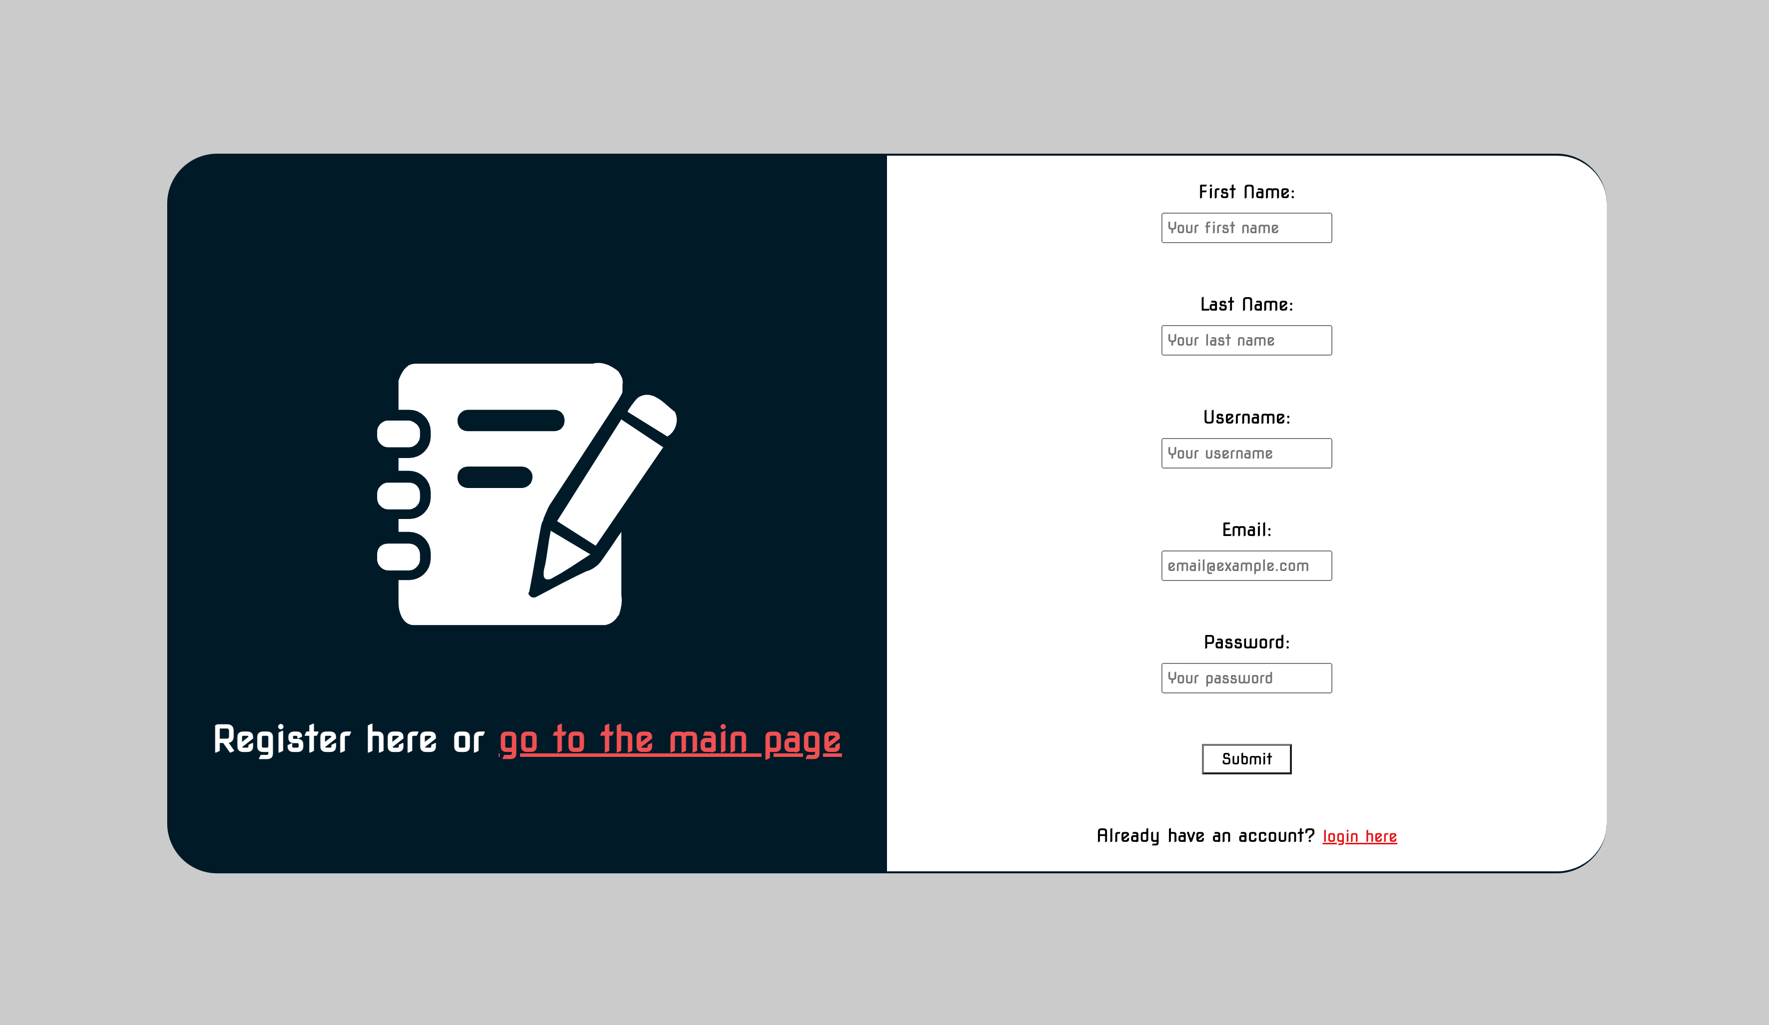 Register here or go to the main page
First Name:
Your first name
Last Name:
Your last name
Username:
Your username
Email:
email@example.com
Password:
Your password
Submit
Already have an account? login here